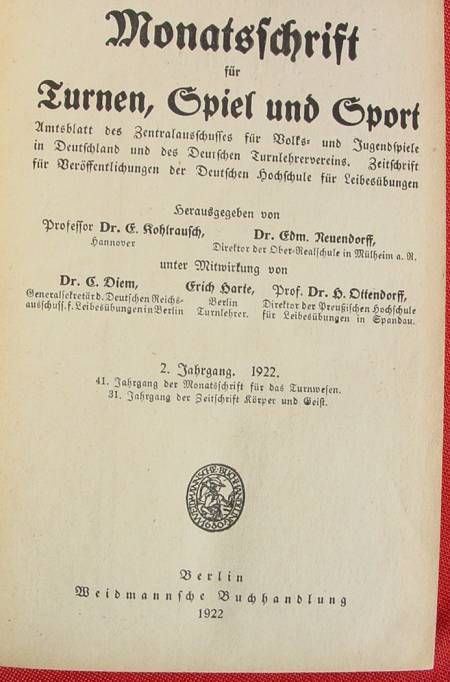 Monatsschrift
für
Turnen, Spiel und Sport
Amtsblatt des Zentralausschusses für Volks- und Jugendspiele
in Deutschland und des Deutschen Turnlehrervereins. Zeitschrift
für Veröffentlichungen der Deutschen Hochschule für Leibesübungen
Herausgegeben von
Professor Dr. E. Kohlrausch,
Hannover
Dr. Edm. Neuendorff,
Direktor der Ober-Realschule in Mülheim a. R.
unter Mitwirkung von
Dr. C. Diem,
Generalsekretär d. Deutschen Reichs-
ausschuss. f. Leibesübungen in Berlin
Erich Harte,
Berlin
Turnlehrer.
Prof. Dr. H. Ottendorff,
Direktor der Preußischen Hochschule
für Leibesübungen in Spandau.
2. Jahrgang. 1922.
41. Jahrgang der Monatsschrift für das Turnwesen.
31. Jahrgang der Zeitschrift Körper und Geist.
WEIDMANNSCHE BUCHHANDLUNG 1680
Berlin
Weidmannsche Buchhandlung
1922